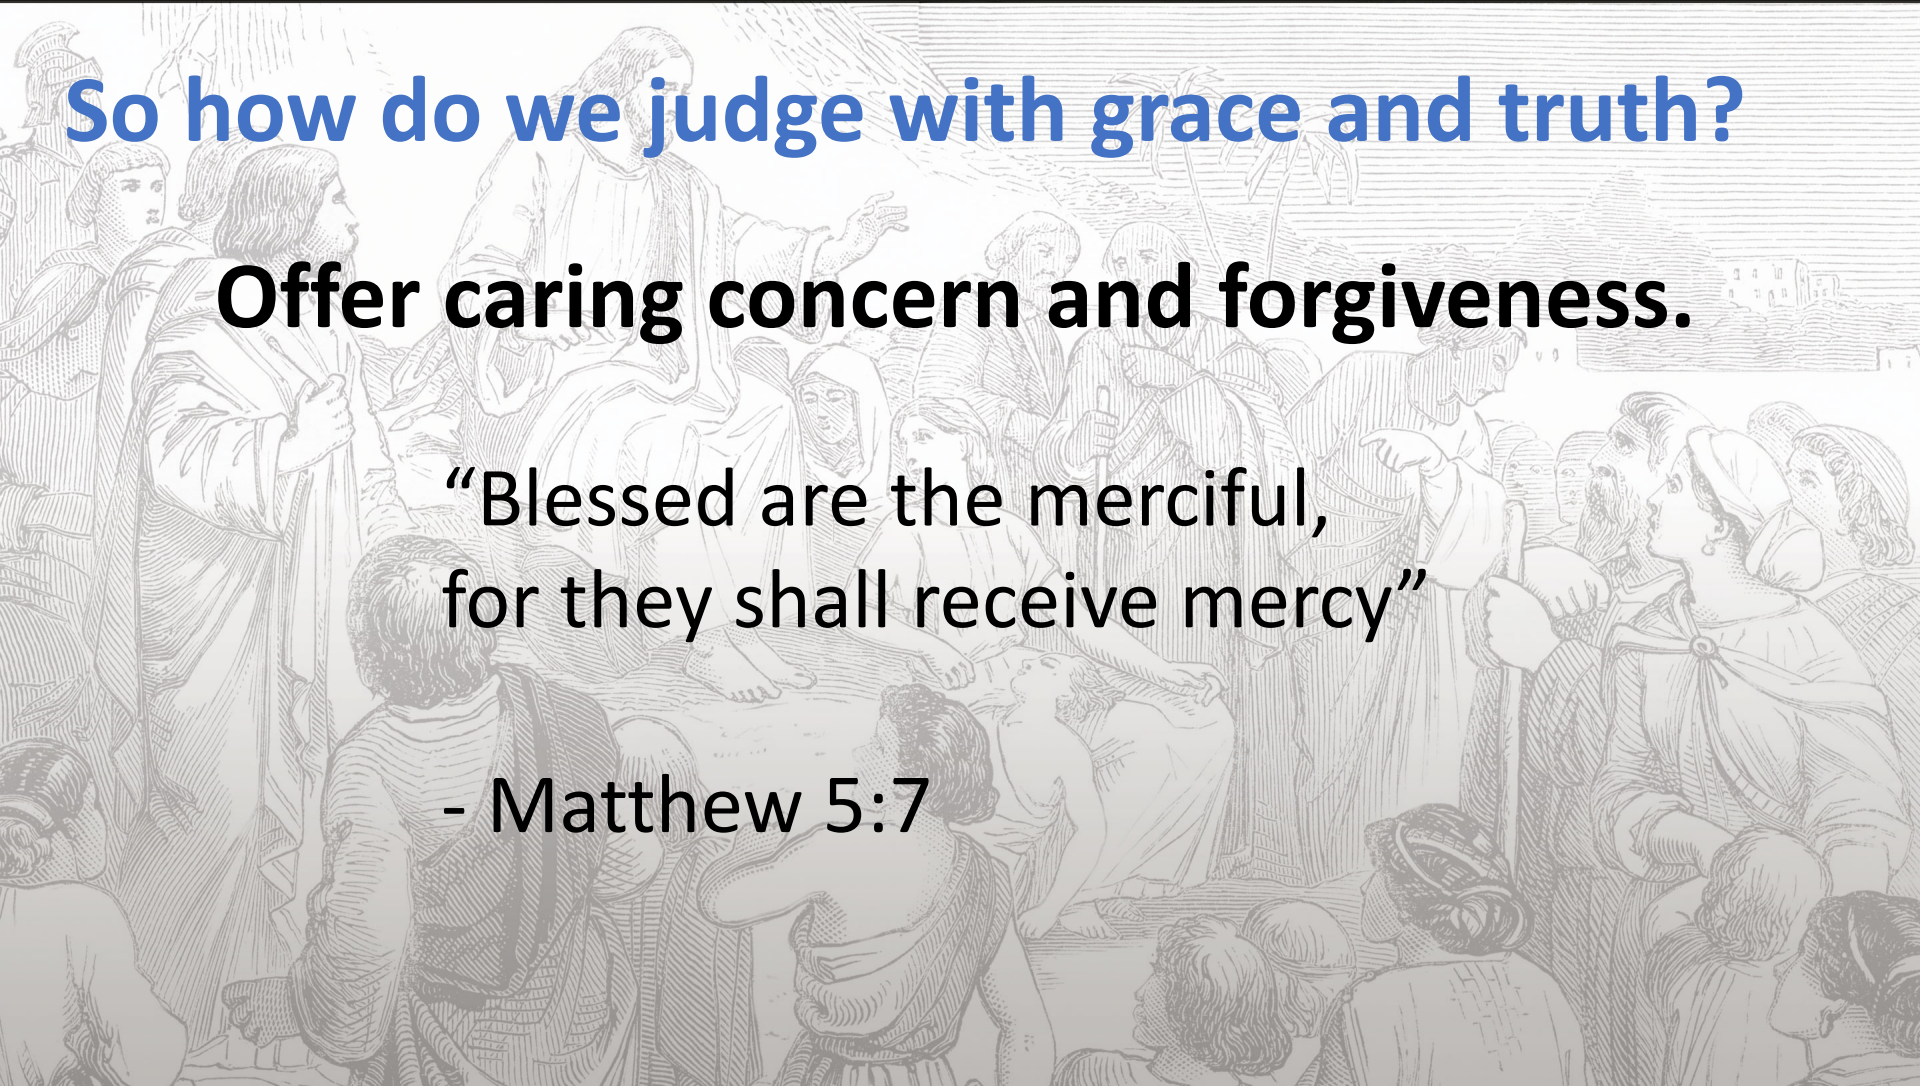 So how do we judge with grace and truth?
Offer caring concern and forgiveness.
“Blessed are the merciful,
for they shall receive mercy”
- Matthew 5:7